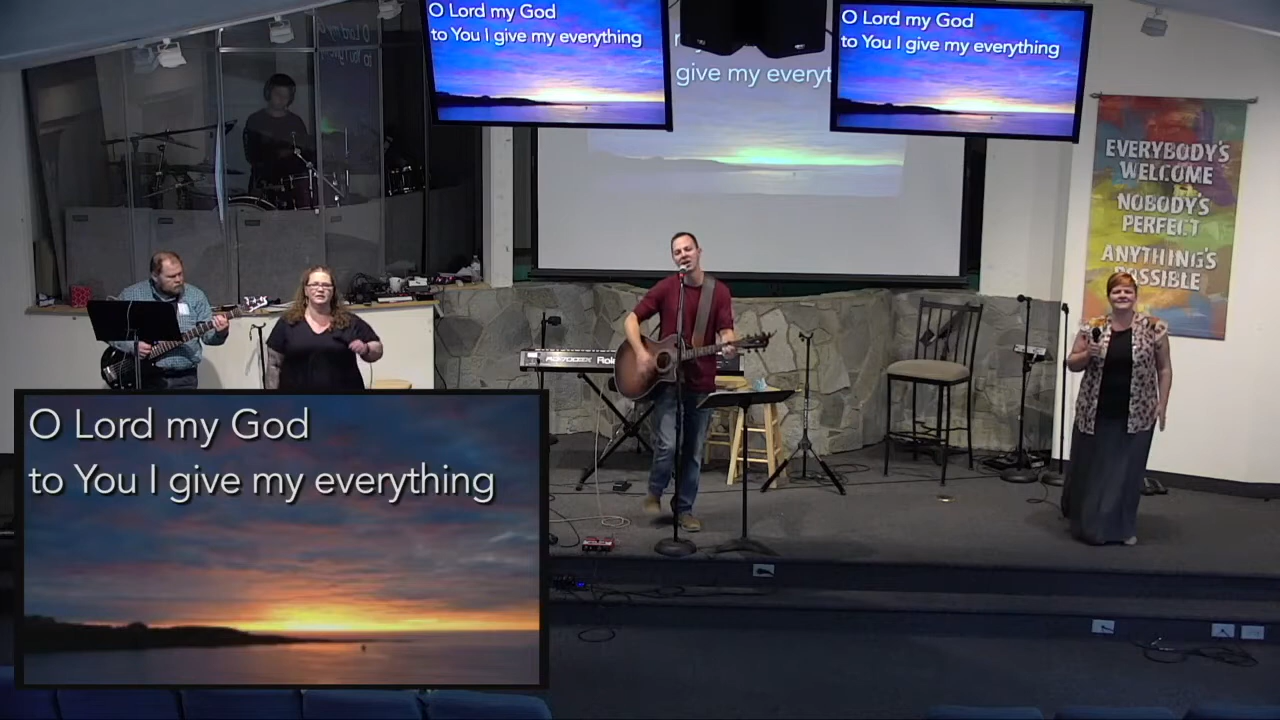 O Lord my God
to You I give my everything
O Lord my God
to You I give my everything
give my everyt
EVERYBODY'S
WELCOME
NOBODY'S
PERFECT
ANYTHING'S
POSSIBLE
Roland
O Lord my God
to You I give my everything